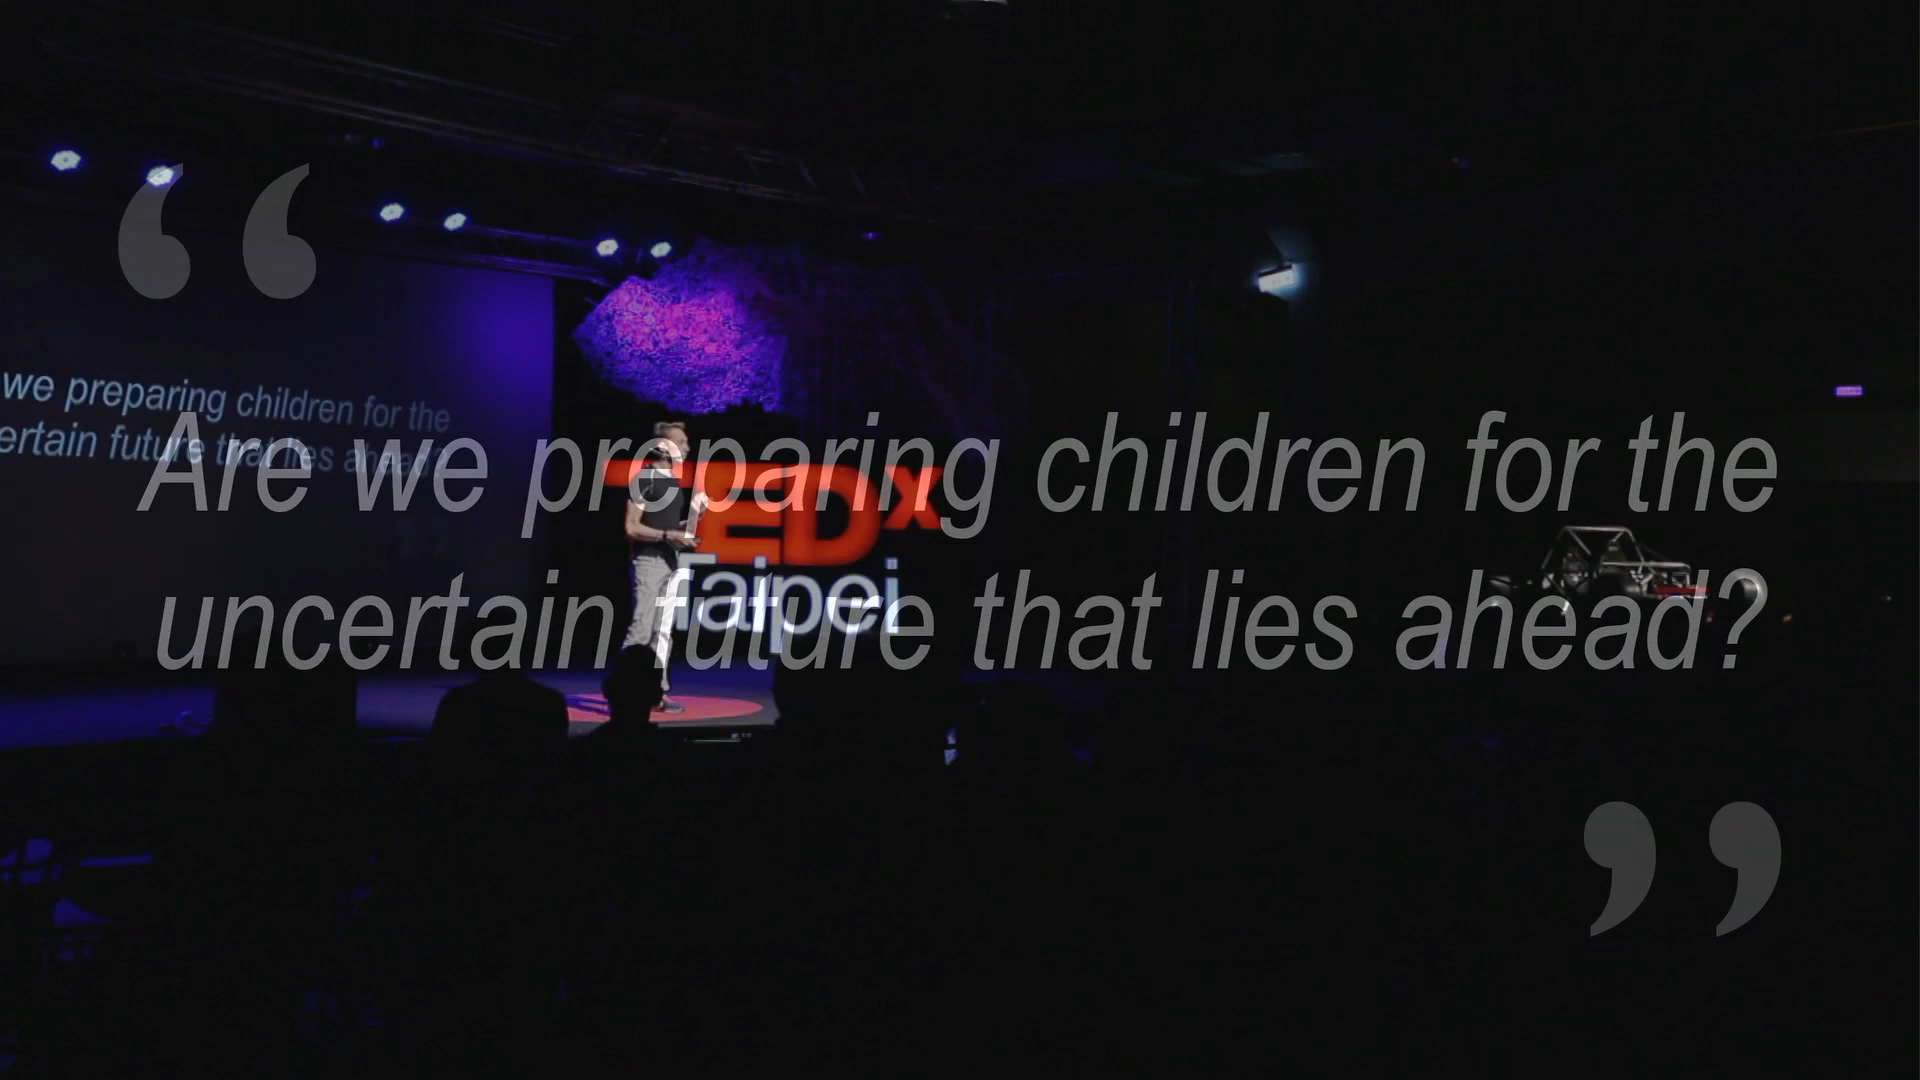 we preparing children for the
ertain future that lies ahead?
“
Are we preparing children for the
uncertain future that lies ahead?
”
TEDx
Taipei